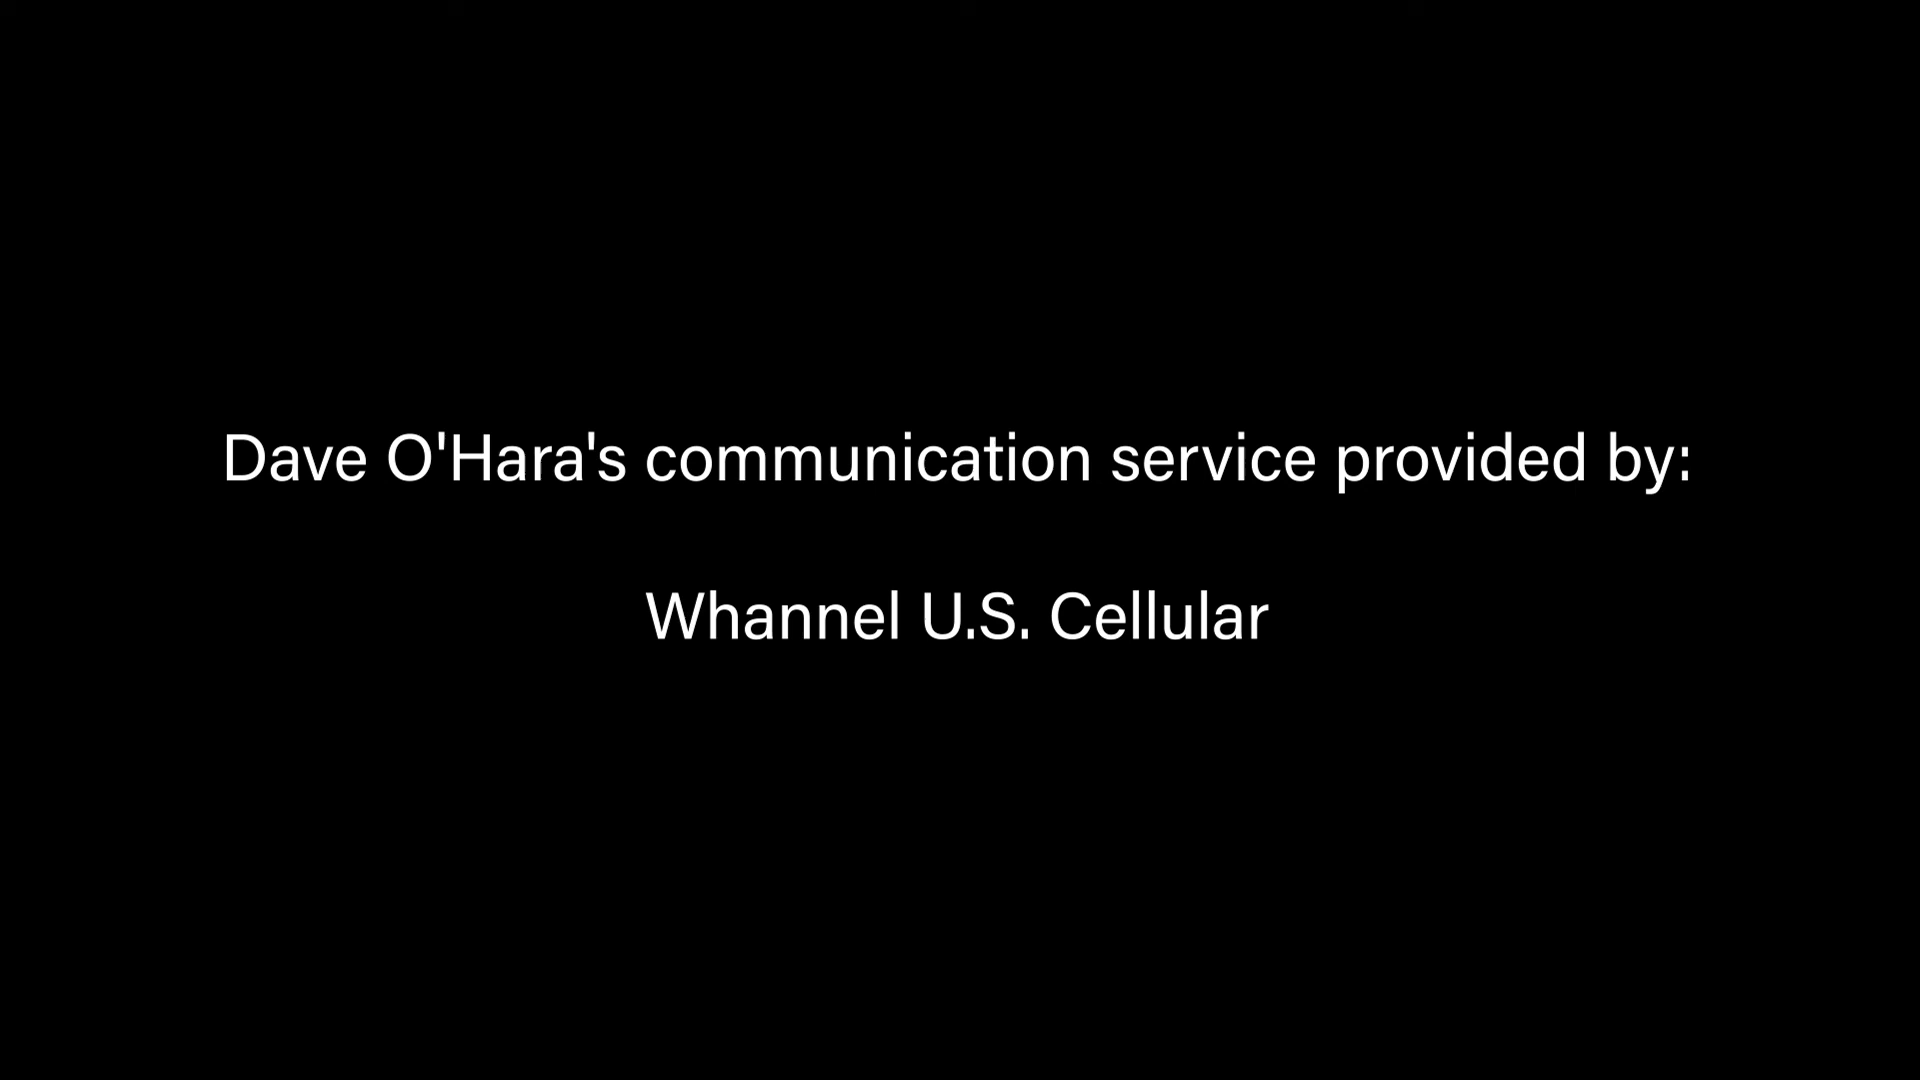 Dave O'Hara's communication service provided by:
Whannel U.S. Cellular